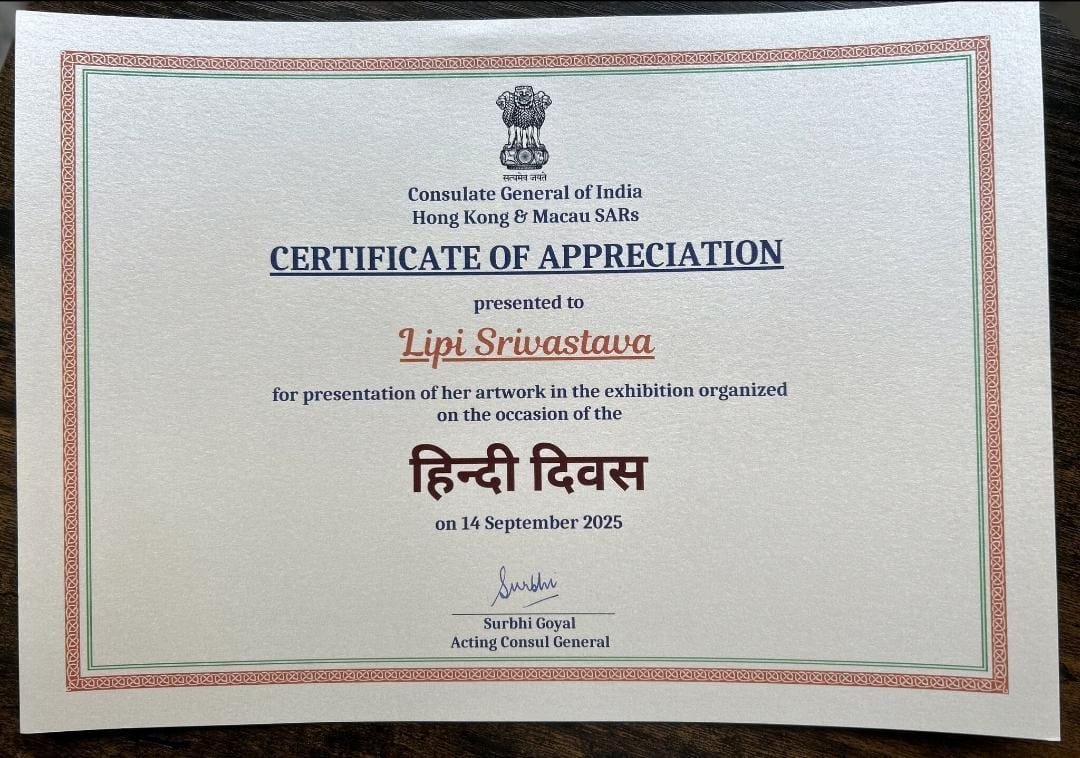 सत्यमेव जयते
Consulate General of India
Hong Kong & Macau SARs
CERTIFICATE OF APPRECIATION
presented to
Lipi Srivastava
for presentation of her artwork in the exhibition organized
on the occasion of the
हिन्दी दिवस
on 14 September 2025
Surbhi
Surbhi Goyal
Acting Consul General